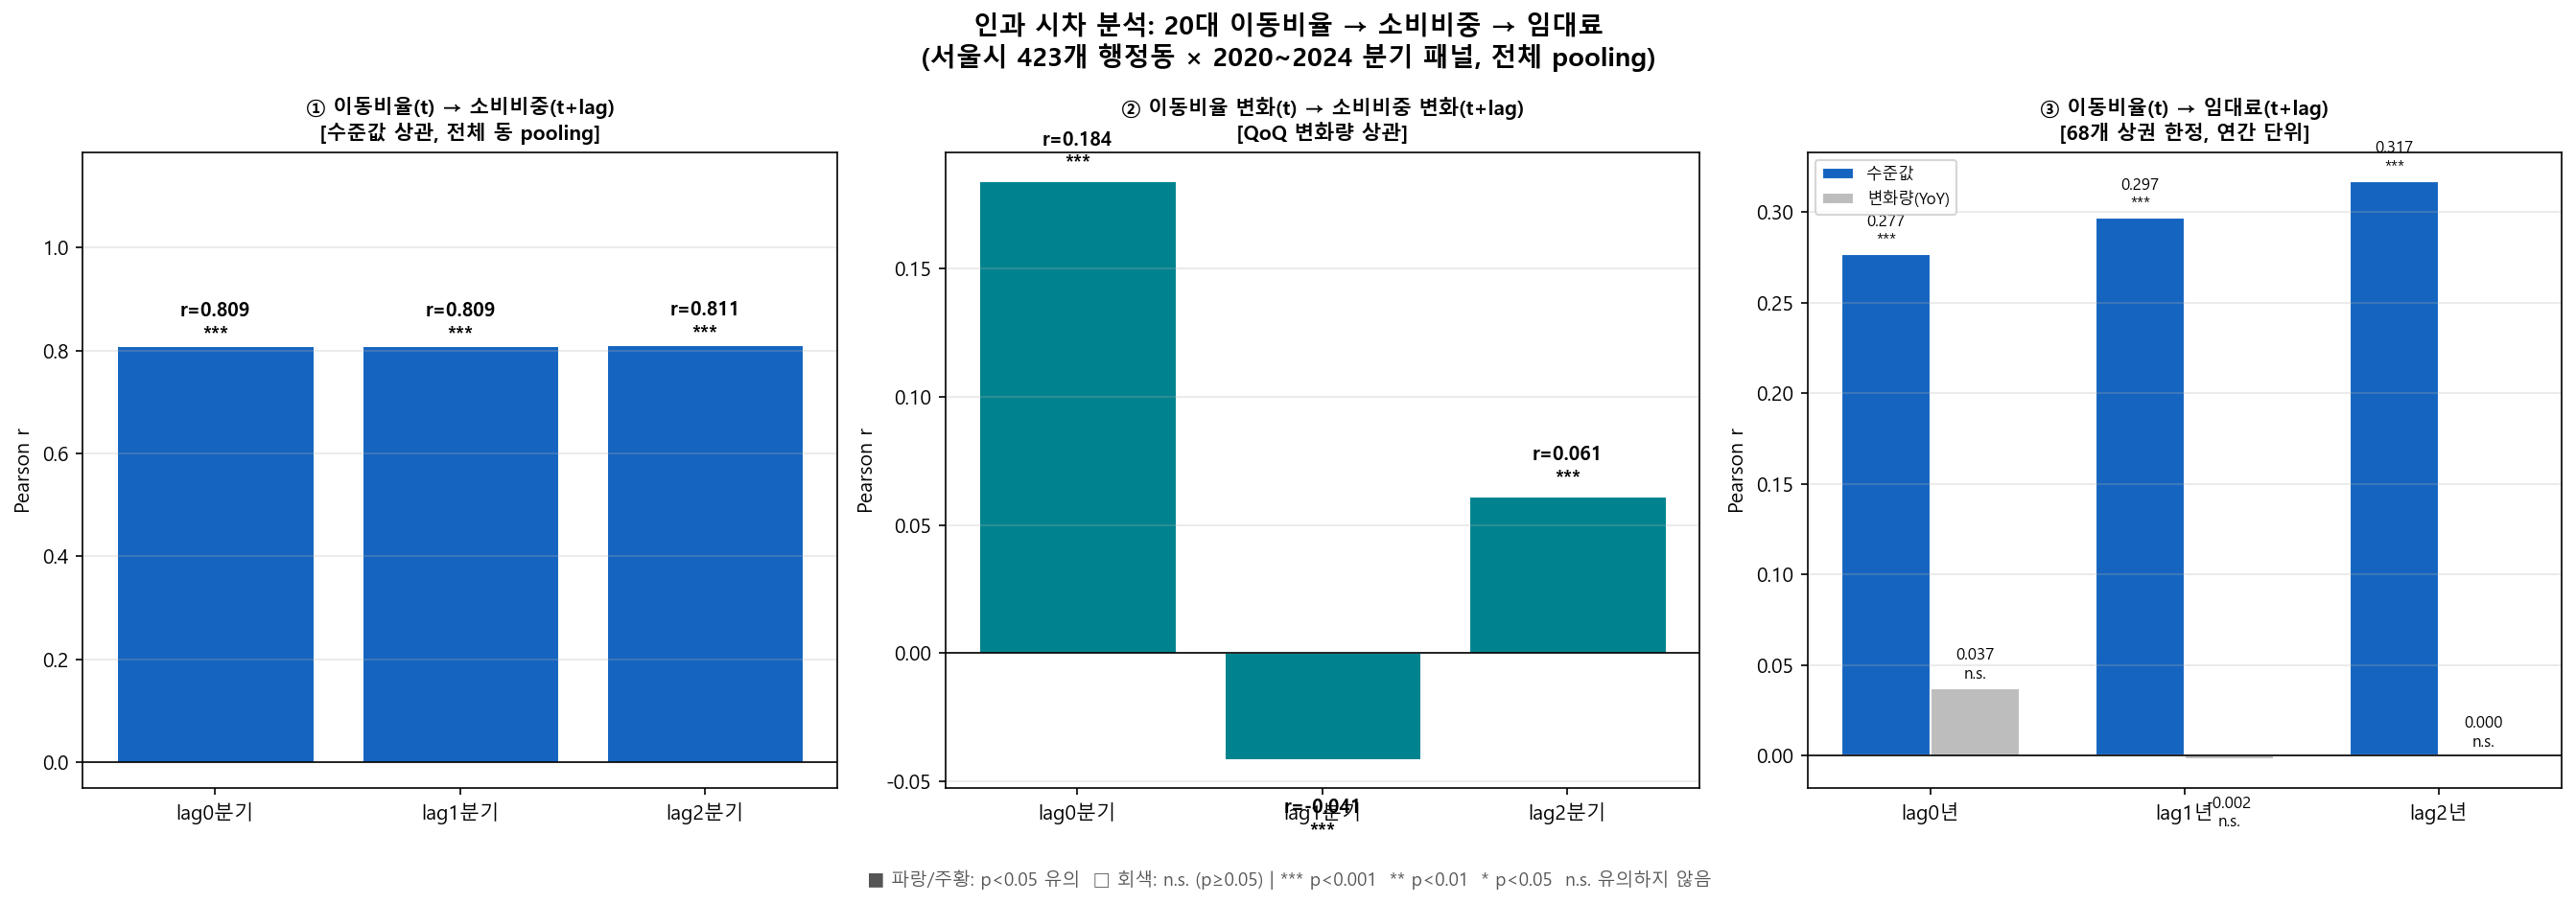 인과 시차 분석: 20대 이동비율 → 소비비중 → 임대료
(서울시 423개 행정동 × 2020~2024 분기 패널, 전체 pooling)
① 이동비율(t) → 소비비중(t+lag)
[수준값 상관, 전체 동 pooling]
Pearson r
1.0
0.8
0.6
0.4
0.2
0.0
r=0.809
***
r=0.809
***
r=0.811
***
lag0분기
lag1분기
lag2분기
② 이동비율 변화(t) → 소비비중 변화(t+lag)
[QoQ 변화량 상관]
Pearson r
0.15
0.10
0.05
0.00
-0.05
r=0.184
***
r=-0.041
***
r=0.061
***
lag0분기
lag1분기
lag2분기
③ 이동비율(t) → 임대료(t+lag)
[68개 상권 한정, 연간 단위]
Pearson r
수준값
변화량(YoY)
0.30
0.25
0.20
0.15
0.10
0.05
0.00
0.277
***
0.037
n.s.
0.297
***
-0.002
n.s.
0.317
***
0.000
n.s.
lag0년
lag1년
lag2년
■ 파랑/주황: p<0.05 유의 □ 회색: n.s. (p≥0.05) | *** p<0.001 ** p<0.01 * p<0.05 n.s. 유의하지 않음